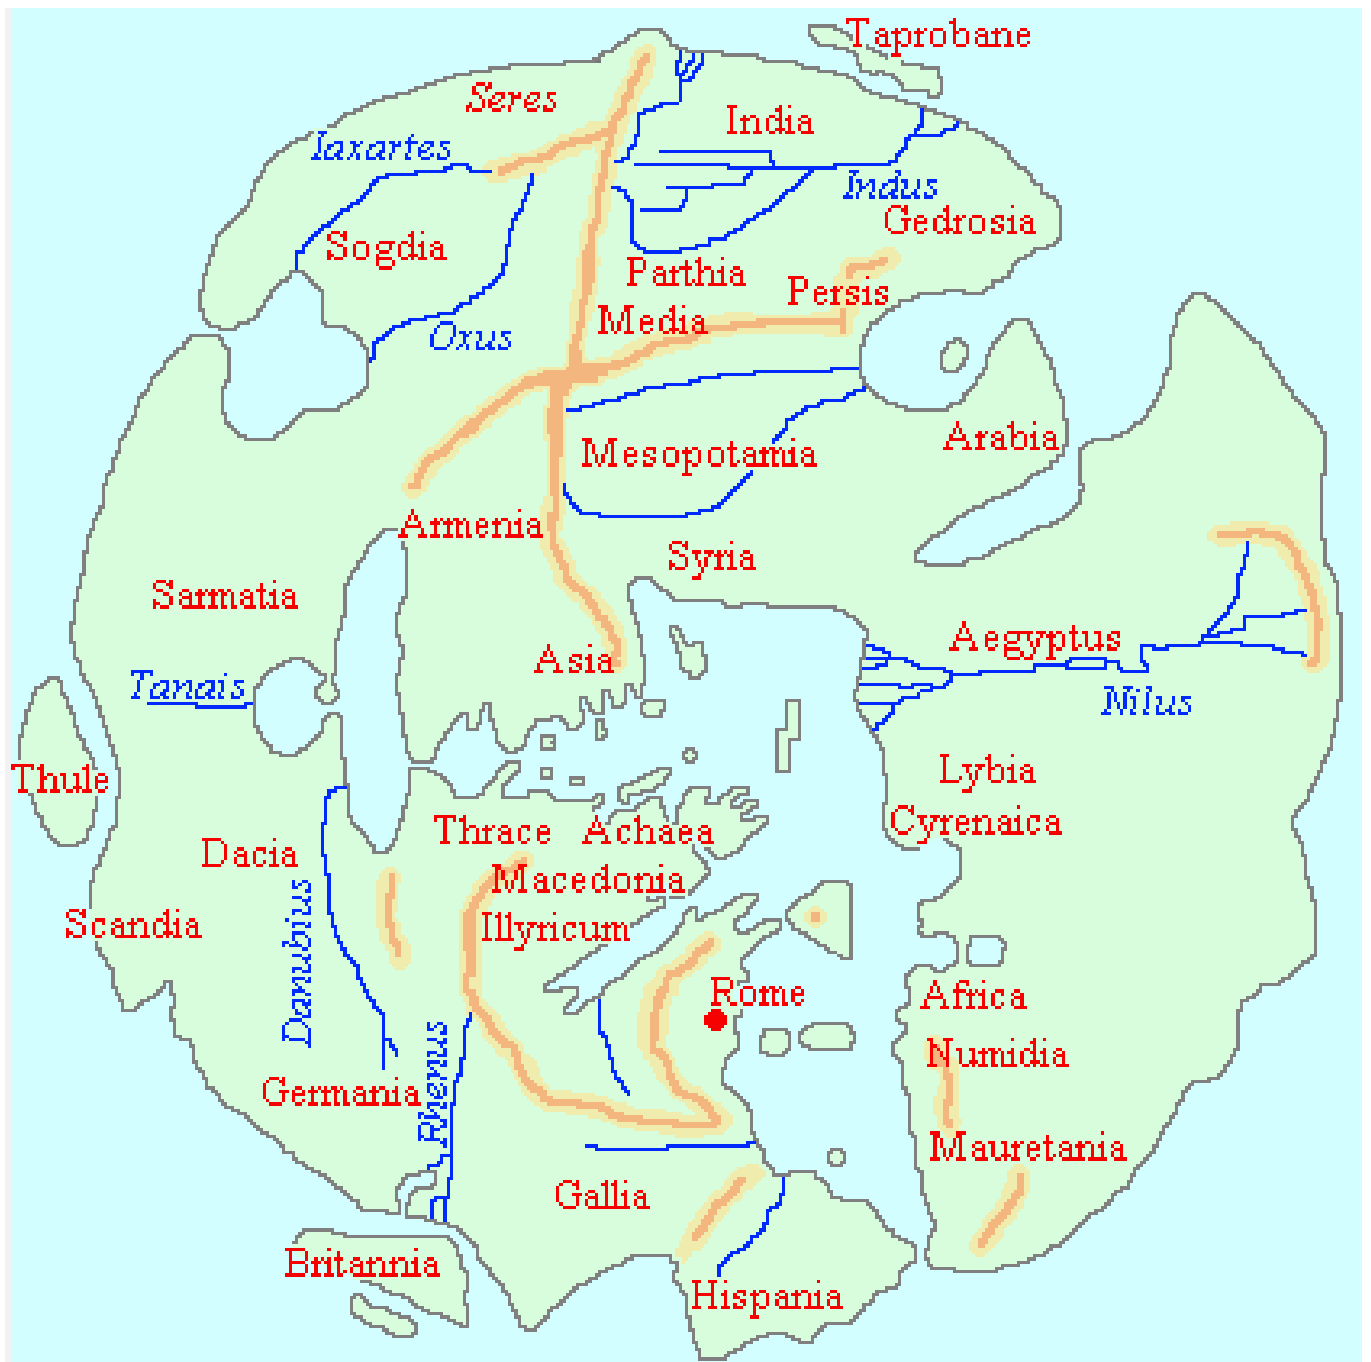 Taprobane
Seres
India
Iaxartes
Indus
Gedrosia
Sogdia
Parthia
Persis
Media
Oxus
Arabia
Mesopotamia
Armenia
Syria
Sarmatia
Aegyptus
Asia
Tanais
Nilus
Lybia
Thule
Cyrenaica
Thrace
Achaea
Dacia
Macedonia
Scandia
Illyricum
Danubius
Rome
Africa
Numidia
Germania
Rhenus
Mauretania
Gallia
Britannia
Hispania